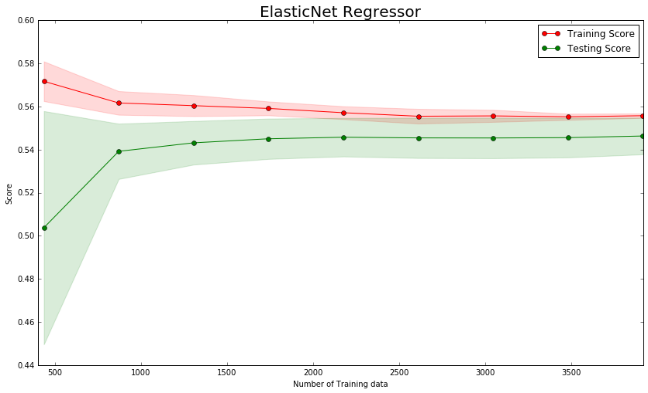 ElasticNet Regressor
Training Score
Testing Score
0.60
0.58
0.56
0.54
0.52
0.50
0.48
0.46
0.44
Score
500 1000 1500 2000 2500 3000 3500
Number of Training data